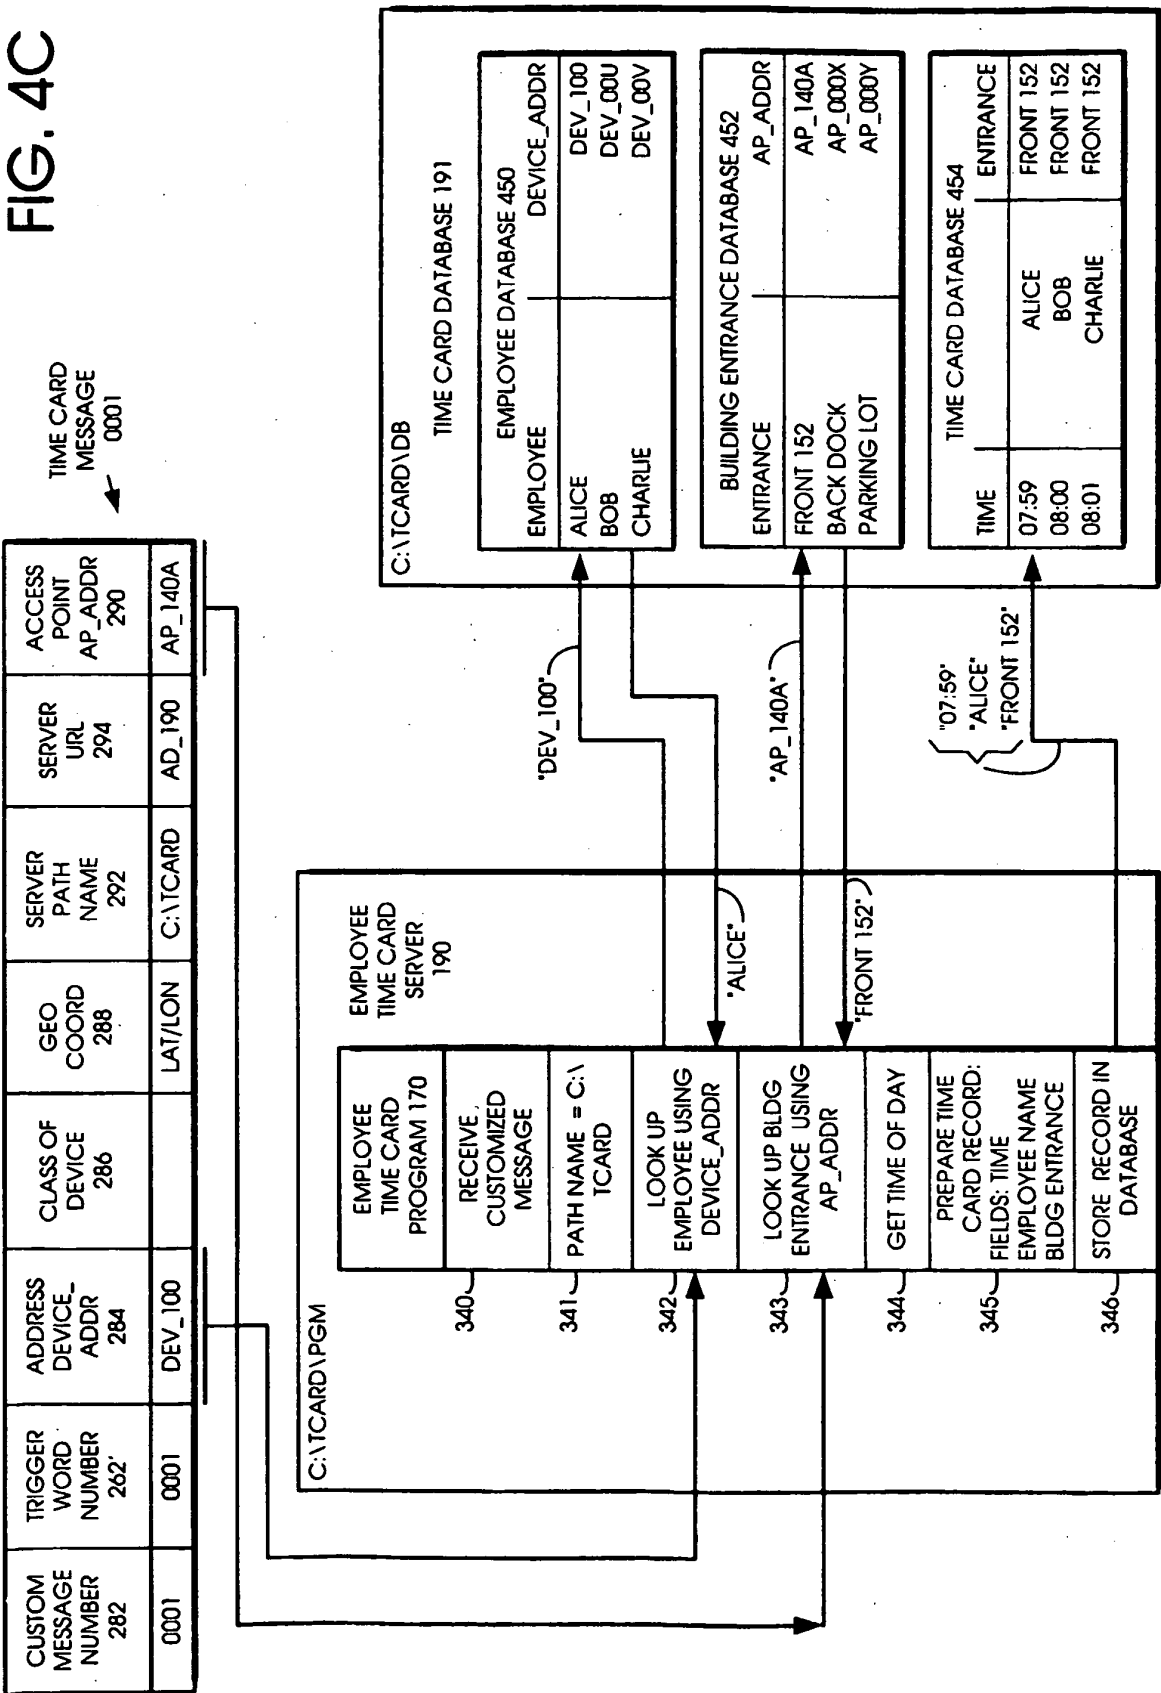 FIG. 4C
TIME CARD
MESSAGE
0001
CUSTOM
MESSAGE
NUMBER
282
TRIGGER
WORD
NUMBER
262'
ADDRESS
DEVICE_
ADDR
284
CLASS OF
DEVICE
286
GEO
COORD
288
SERVER
PATH
NAME
292
SERVER
URL
294
ACCESS
POINT
AP_ADDR
290
0001
0001
DEV_100
LAT/LON
C:\TCARD
AD_190
AP_140A
C:\TCARD\PGM
EMPLOYEE
TIME CARD
SERVER
190
EMPLOYEE
TIME CARD
PROGRAM 170
340
RECEIVE
CUSTOMIZED
MESSAGE
341
PATH NAME = C:\
TCARD
342
LOOK UP
EMPLOYEE USING
DEVICE_ADDR
343
LOOK UP BLDG
ENTRANCE USING
AP_ADDR
344
GET TIME OF DAY
345
PREPARE TIME
CARD RECORD:
FIELDS: TIME
EMPLOYEE NAME
BLDG ENTRANCE
346
STORE RECORD IN
DATABASE
"DEV_100"
"ALICE"
"AP_140A"
"FRONT 152"
"07:59"
"ALICE"
"FRONT 152"
C:\TCARD\DB
TIME CARD DATABASE 191
EMPLOYEE DATABASE 450
EMPLOYEE DEVICE_ADDR
ALICE DEV_100
BOB DEV_00U
CHARLIE DEV_00V
BUILDING ENTRANCE DATABASE 452
ENTRANCE AP_ADDR
FRONT 152 AP_140A
BACK DOCK AP_000X
PARKING LOT AP_000Y
TIME CARD DATABASE 454
TIME ENTRANCE
07:59 ALICE FRONT 152
08:00 BOB FRONT 152
08:01 CHARLIE FRONT 152